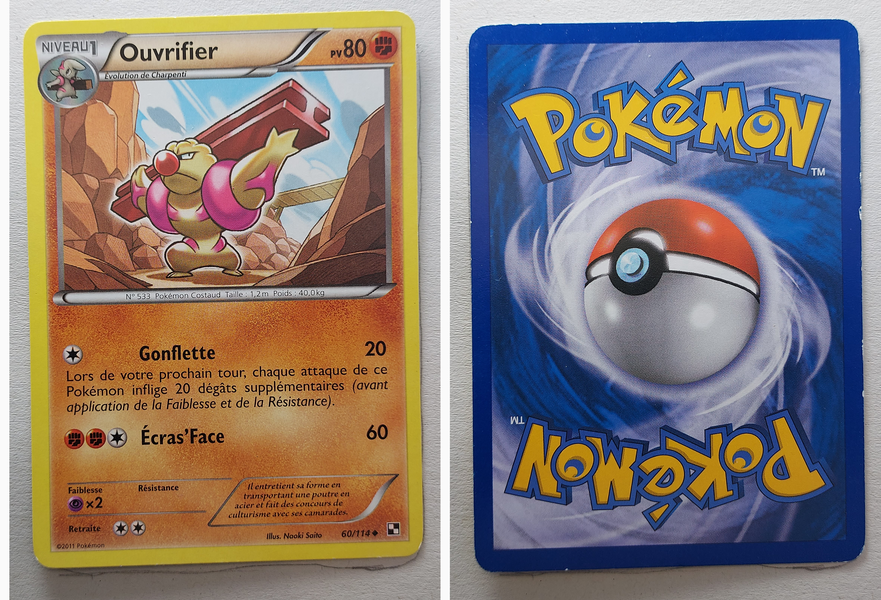 NIVEAU 1
Ouvrifier
PV 80
Évolution de Charpenti
N° 533 Pokémon Costaud Taille : 1,2m Poids : 40,0kg
Gonflette 20
Lors de votre prochain tour, chaque attaque de ce
Pokémon inflige 20 dégâts supplémentaires (avant
application de la Faiblesse et de la Résistance).
Écras'Face 60
Faiblesse
Résistance
×2
Retraite
Il entretient sa forme en
transportant une poutre en
acier et fait des concours de
culturisme avec ses camarades.
©2011 Pokémon
Illus. Naoki Saito
60/114
POKÉMON
TM
POKÉMON
TM